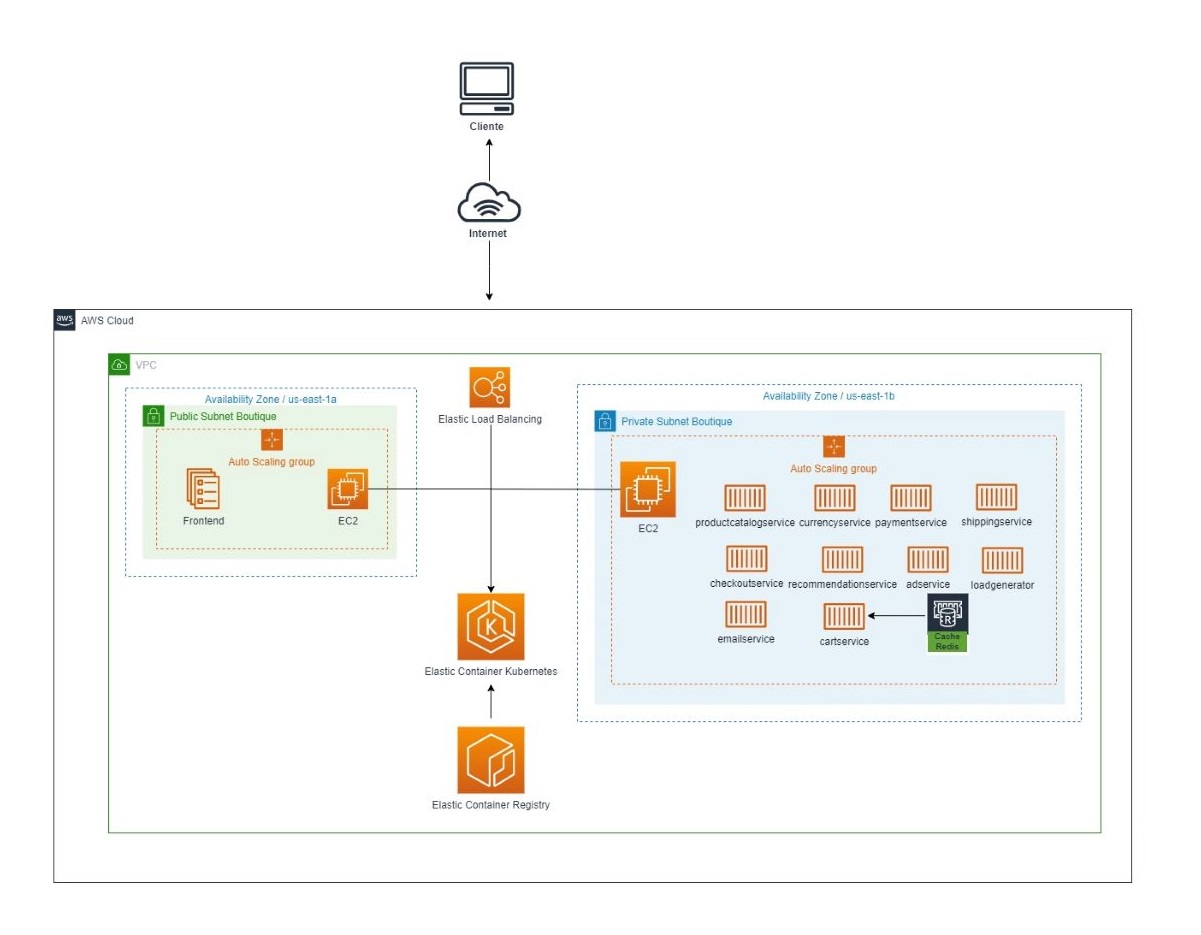 Cliente
Internet
aws
AWS Cloud
VPC
Elastic Load Balancing
Availability Zone / us-east-1a
Public Subnet Boutique
Auto Scaling group
Frontend
EC2
Availability Zone / us-east-1b
Private Subnet Boutique
Auto Scaling group
EC2
productcatalogservice
currencyservice
paymentservice
shippingservice
checkoutservice
recommendationservice
adservice
loadgenerator
emailservice
cartservice
R
Cache
Redis
K
Elastic Container Kubernetes
Elastic Container Registry